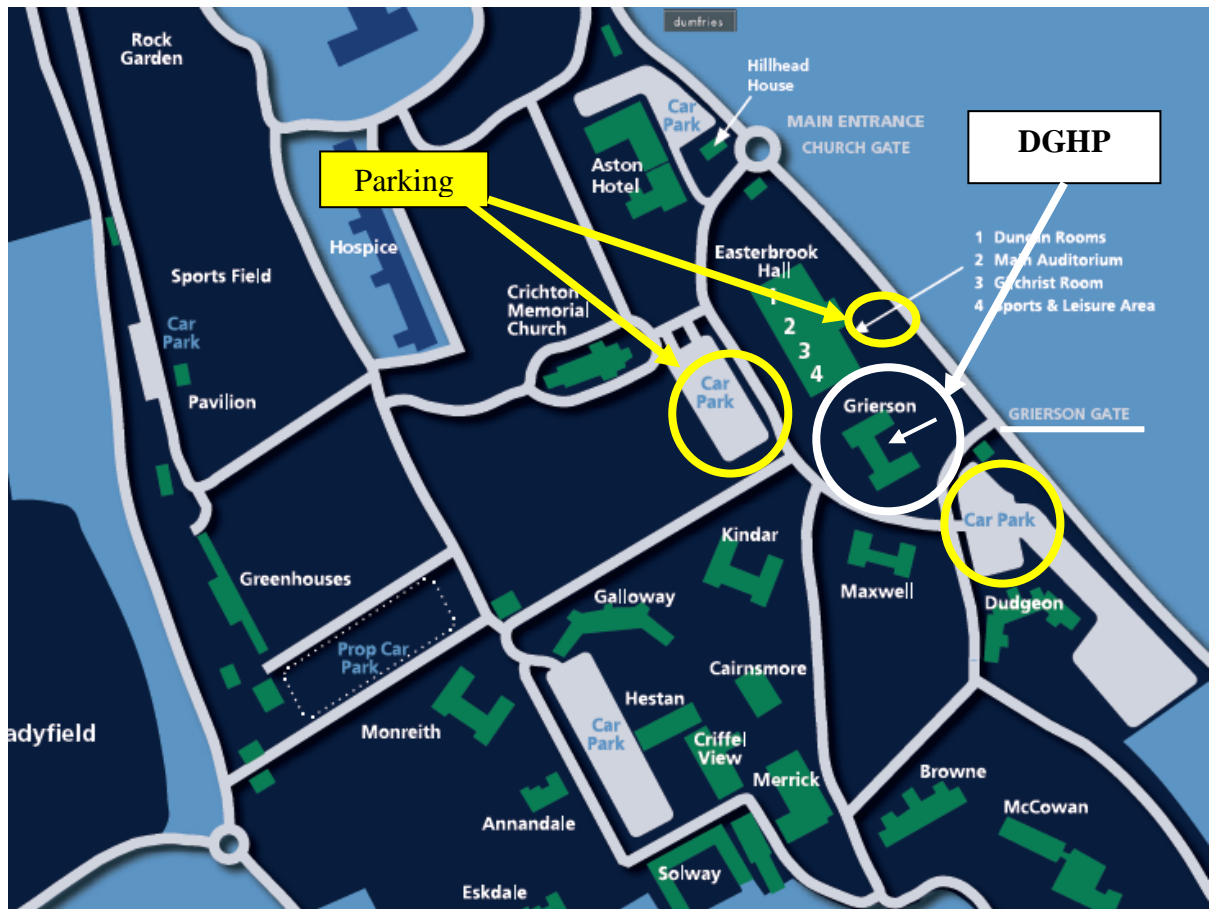 dumfries
Rock
Garden
Hillhead
House
Car
Park
MAIN ENTRANCE
CHURCH GATE
DGHP
Aston
Hotel
Parking
Hospice
1 Duncan Rooms
2 Main Auditorium
3 Gilchrist Room
4 Sports & Leisure Area
Easterbrook
Hall
1
2
3
4
Sports Field
Crichton
Memorial
Church
Car
Park
Pavilion
Car
Park
Grierson
GRIERSON GATE
Car Park
Kindar
Maxwell
Greenhouses
Galloway
Dudgeon
Prop Car
Park
Cairnsmore
Hestan
Monreith
adyfield
Car
Park
Criffel
View
Merrick
Browne
McCowan
Annandale
Solway
Eskdale